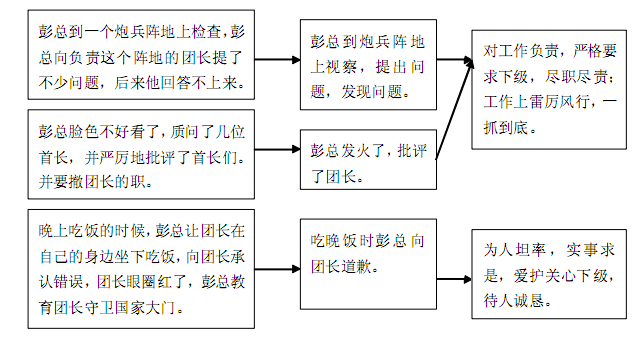 彭总到一个炮兵阵地上检查，彭
总向负责这个阵地的团长提了
不少问题，后来他回答不上来。
彭总到炮兵阵地
上视察，提出问
题，发现问题。
对工作负责，严格要
求下级，尽职尽责；
工作上雷厉风行，一
抓到底。
彭总脸色不好看了，质问了几位
首长，并严厉地批评了首长们。
并要撤团长的职。
彭总发火了，批评
了团长。
晚上吃饭的时候，彭总让团长在
自己的身边坐下吃饭，向团长承
认错误，团长眼圈红了，彭总教
育团长守卫国家大门。
吃晚饭时彭总向
团长道歉。
为人坦率，实事求
是，爱护关心下级，
待人诚恳。